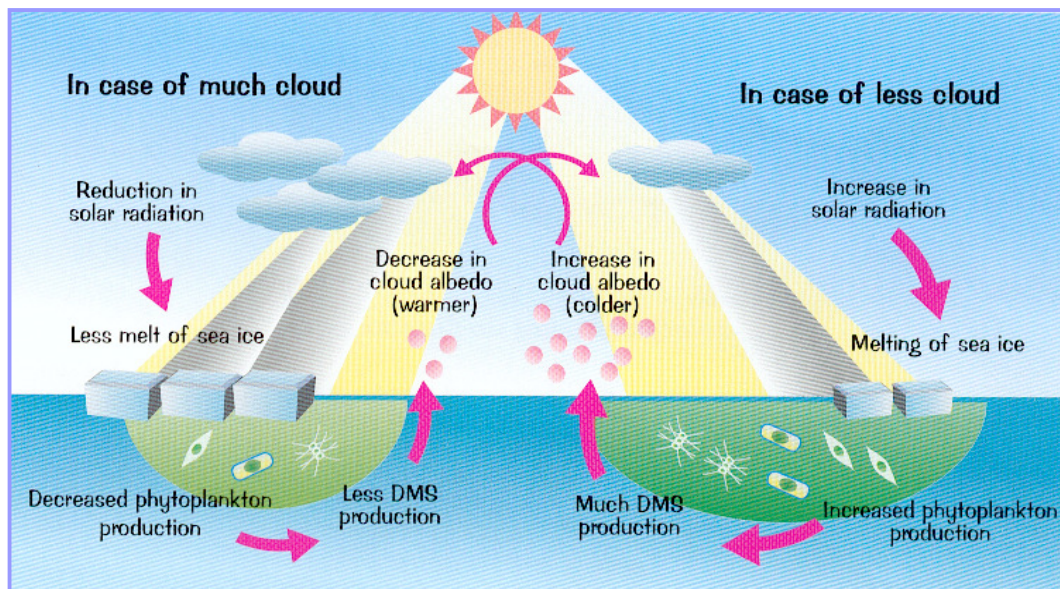 In case of much cloud
Reduction in
solar radiation
Less melt of sea ice
Decreased phytoplankton
production
Less DMS
production
Decrease in
cloud albedo
(warmer)
In case of less cloud
Increase in
solar radiation
Melting of sea ice
Increased phytoplankton
production
Much DMS
production
Increase in
cloud albedo
(colder)